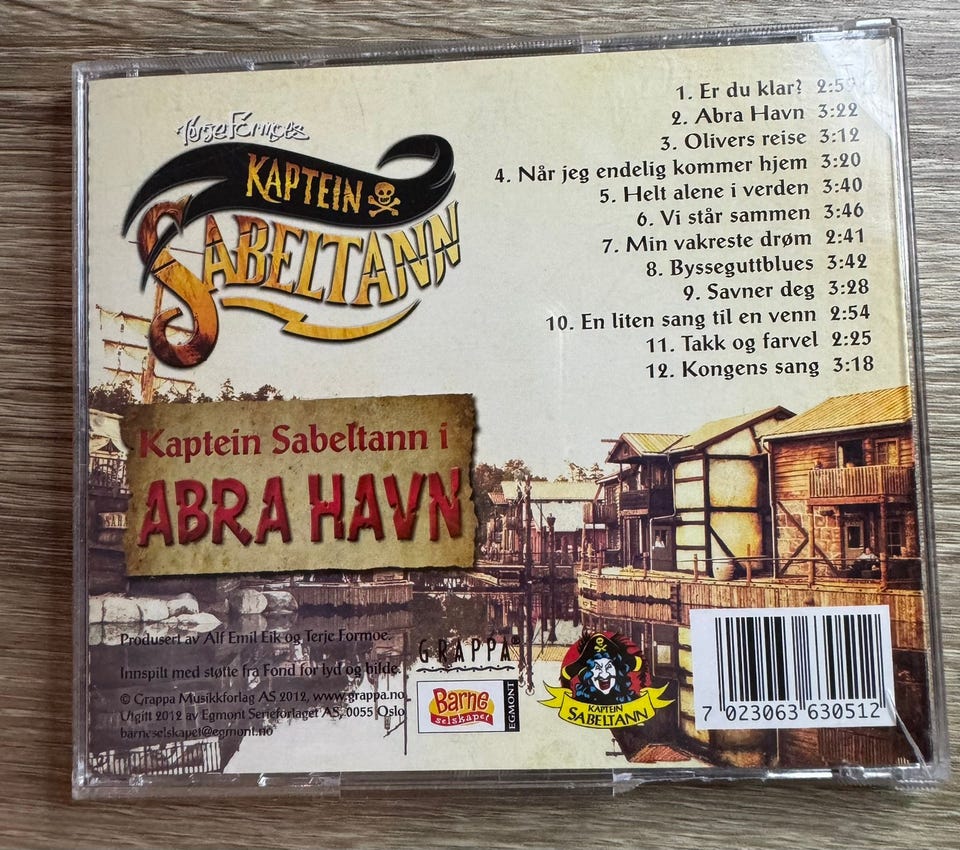 Terje Formoes
KAPTEIN
SABELTANN
1. Er du klar? 2:59
2. Abra Havn 3:22
3. Olivers reise 3:12
4. Når jeg endelig kommer hjem 3:20
5. Helt alene i verden 3:40
6. Vi står sammen 3:46
7. Min vakreste drøm 2:41
8. Bysseguttblues 3:42
9. Savner deg 3:28
10. En liten sang til en venn 2:54
11. Takk og farvel 2:25
12. Kongens sang 3:18
Kaptein Sabeltann i
ABRA HAVN
Produsert av Alf Emil Eik og Terje Formoe.
Innspilt med støtte fra Fond for lyd og bilde.
© Grappa Musikkforlag AS 2012, www.grappa.no
Utgitt 2012 av Egmont Serieforlaget AS, 0055 Oslo
barneselskapet@egmont.no
GRAPPA®
Barne
selskapet
EGMONT
KAPTEIN
SABELTANN
7 023063 630512